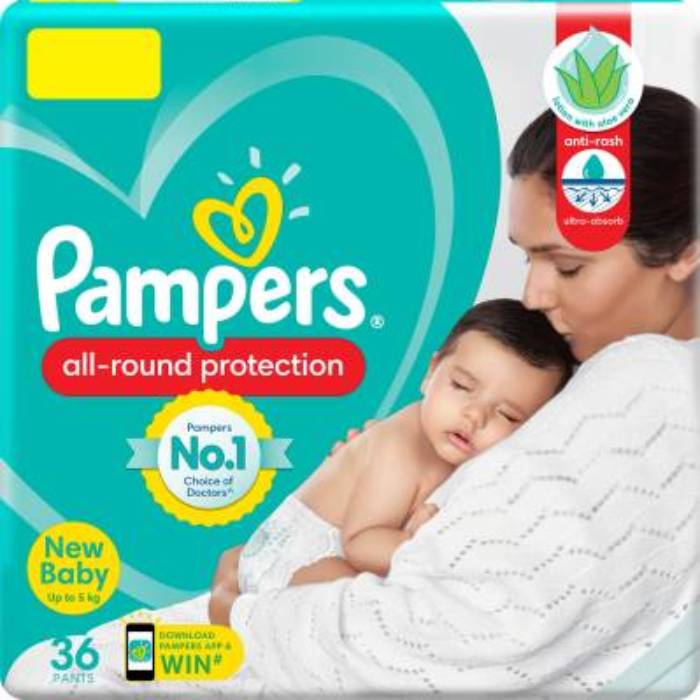 lotion with aloe vera
anti-rash
ultra-absorb
Pampers®
all-round protection
Pampers
No.1
Choice of
Doctors^
New
Baby
Up to 5 kg
36
PANTS
DOWNLOAD
PAMPERS APP &
WIN#